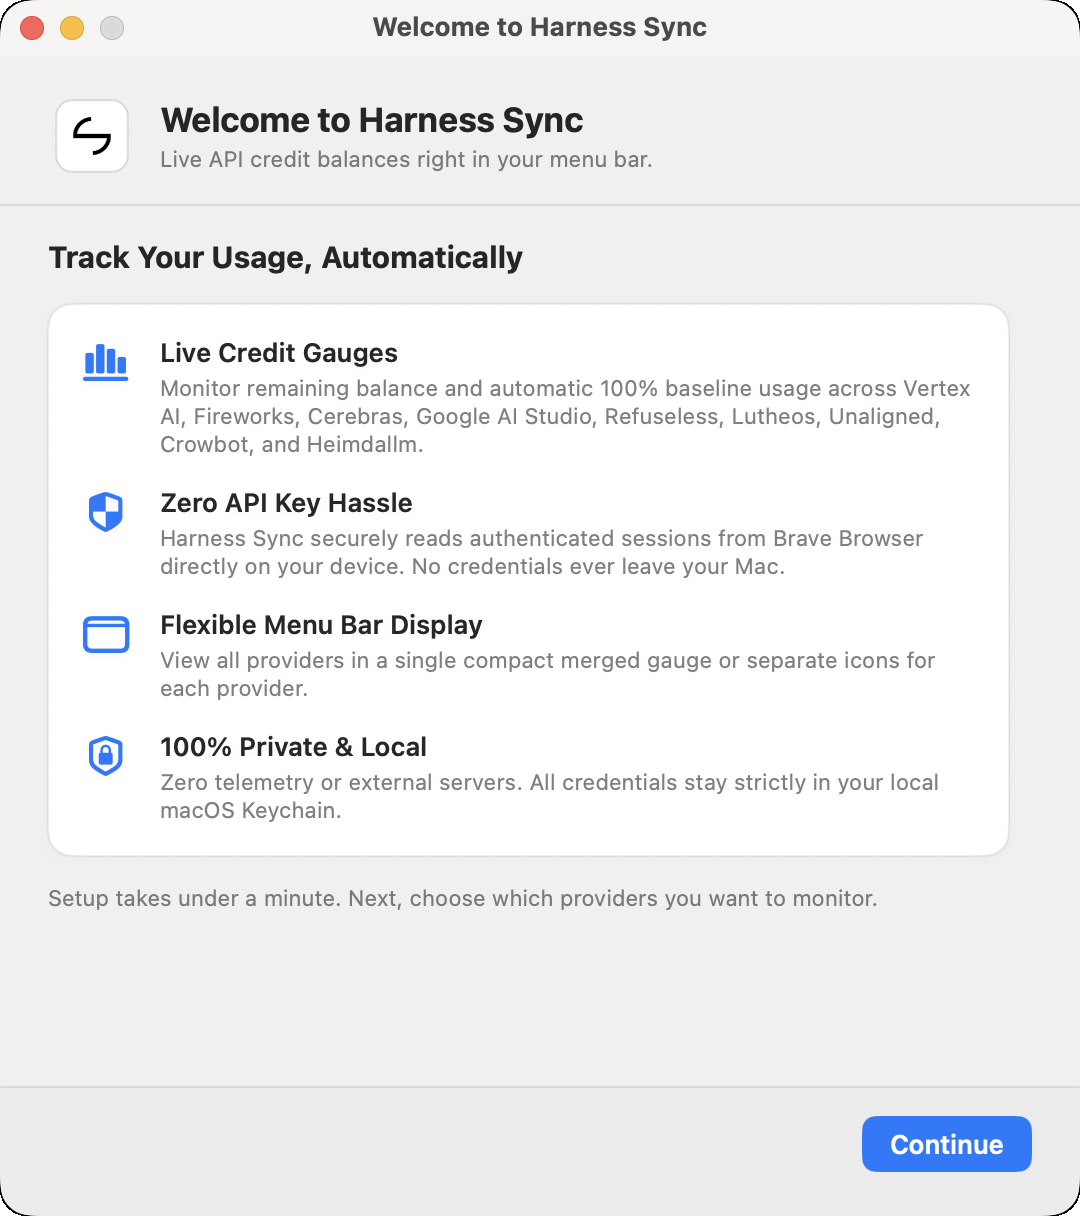 Welcome to Harness Sync
Welcome to Harness Sync
Live API credit balances right in your menu bar.
Track Your Usage, Automatically
Live Credit Gauges
Monitor remaining balance and automatic 100% baseline usage across Vertex
AI, Fireworks, Cerebras, Google AI Studio, Refuseless, Lutheos, Unaligned,
Crowbot, and Heimdallm.
Zero API Key Hassle
Harness Sync securely reads authenticated sessions from Brave Browser
directly on your device. No credentials ever leave your Mac.
Flexible Menu Bar Display
View all providers in a single compact merged gauge or separate icons for
each provider.
100% Private & Local
Zero telemetry or external servers. All credentials stay strictly in your local
macOS Keychain.
Setup takes under a minute. Next, choose which providers you want to monitor.
Continue